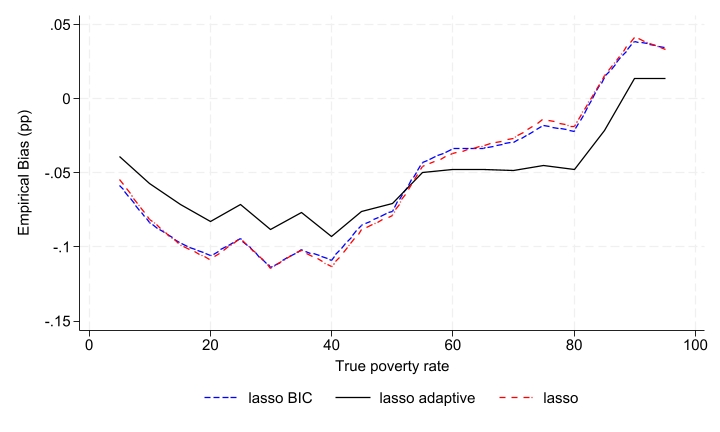 .05
0
-.05
-.1
-.15
Empirical Bias (pp)
0 20 40 60 80 100
True poverty rate
lasso BIC lasso adaptive lasso